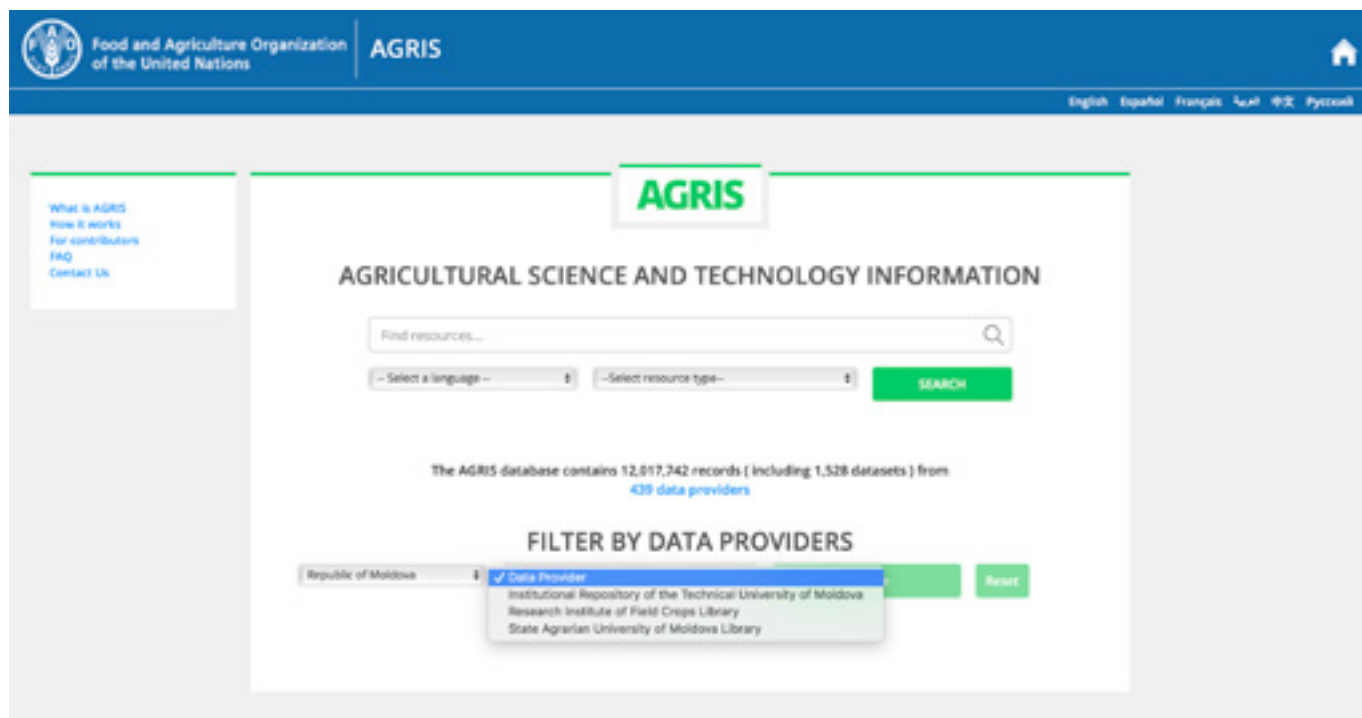 Food and Agriculture Organization
of the United Nations
AGRIS
English Español Français العربية 中文 Русский
What is AGRIS
How it works
For contributors
FAQ
Contact Us
AGRIS
AGRICULTURAL SCIENCE AND TECHNOLOGY INFORMATION
Find resources...
-- Select a language --
--Select resource type--
SEARCH
The AGRIS database contains 12,017,742 records ( including 1,528 datasets ) from
439 data providers
FILTER BY DATA PROVIDERS
Republic of Moldova
✓ Data Provider
Reset
Institutional Repository of the Technical University of Moldova
Research Institute of Field Crops Library
State Agrarian University of Moldova Library